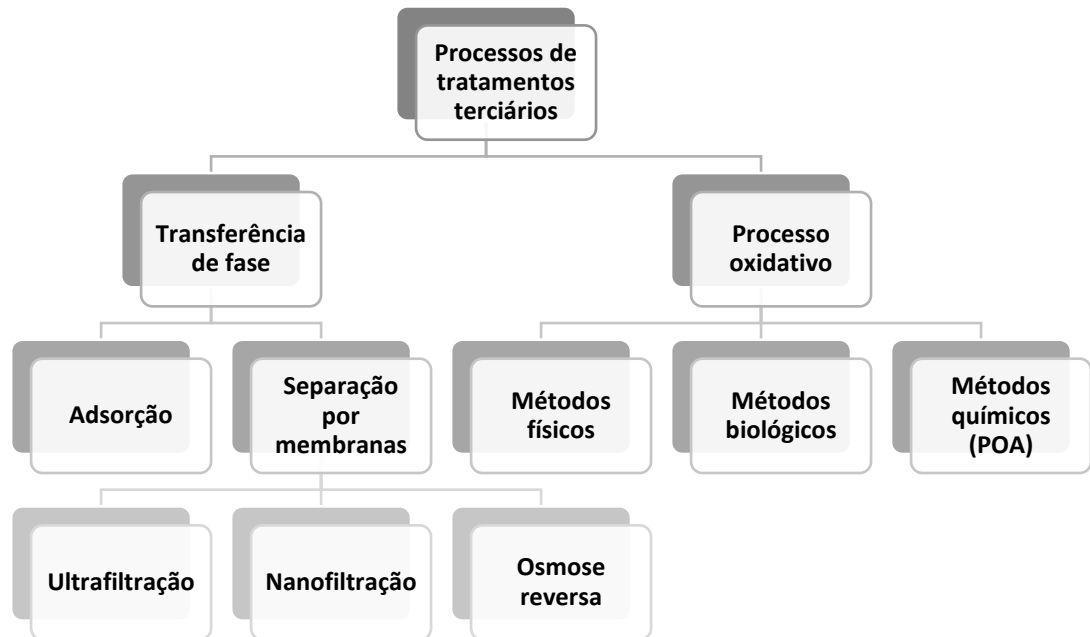 Processos de
tratamentos
terciários
Transferência
de fase
Processo
oxidativo
Adsorção
Separação
por
membranas
Métodos
físicos
Métodos
biológicos
Métodos
químicos
(POA)
Ultrafiltração
Nanofiltração
Osmose
reversa